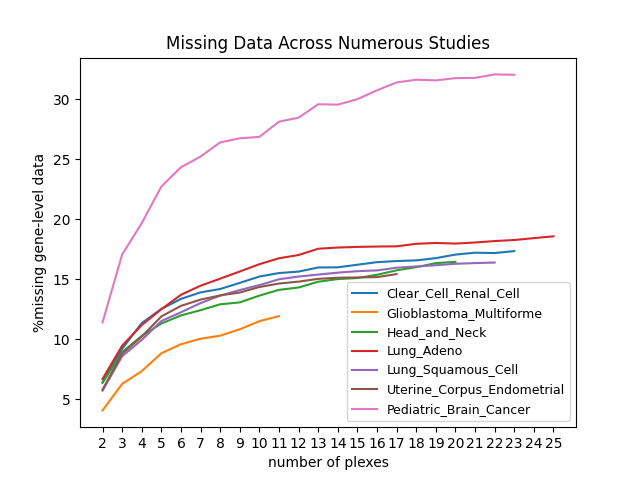 Missing Data Across Numerous Studies
%missing gene-level data
30
25
20
15
10
5
Clear_Cell_Renal_Cell
Glioblastoma_Multiforme
Head_and_Neck
Lung_Adeno
Lung_Squamous_Cell
Uterine_Corpus_Endometrial
Pediatric_Brain_Cancer
2 3 4 5 6 7 8 9 10 11 12 13 14 15 16 17 18 19 20 21 22 23 24 25
number of plexes